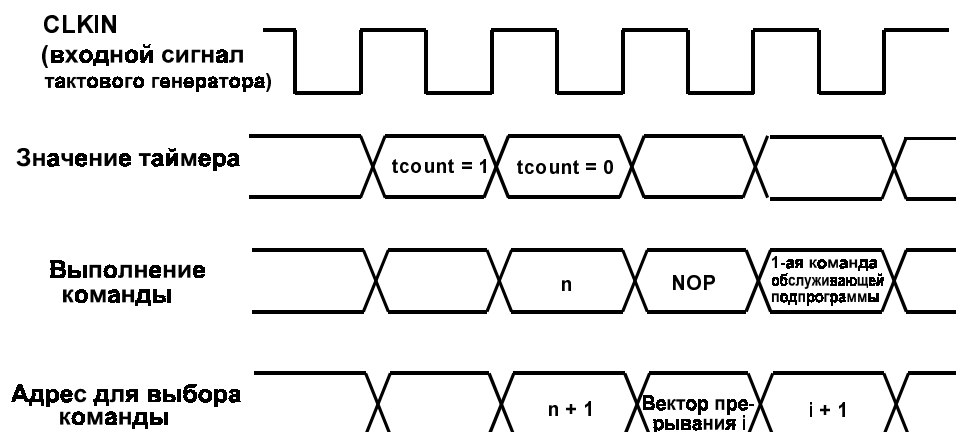 CLKIN
(входной сигнал
тактового генератора)
Значение таймера
tcount = 1
tcount = 0
Выполнение
команды
n
NOP
1-ая команда
обслуживающей
подпрограммы
Адрес для выбора
команды
n + 1
Вектор пре-
рывания i
i + 1